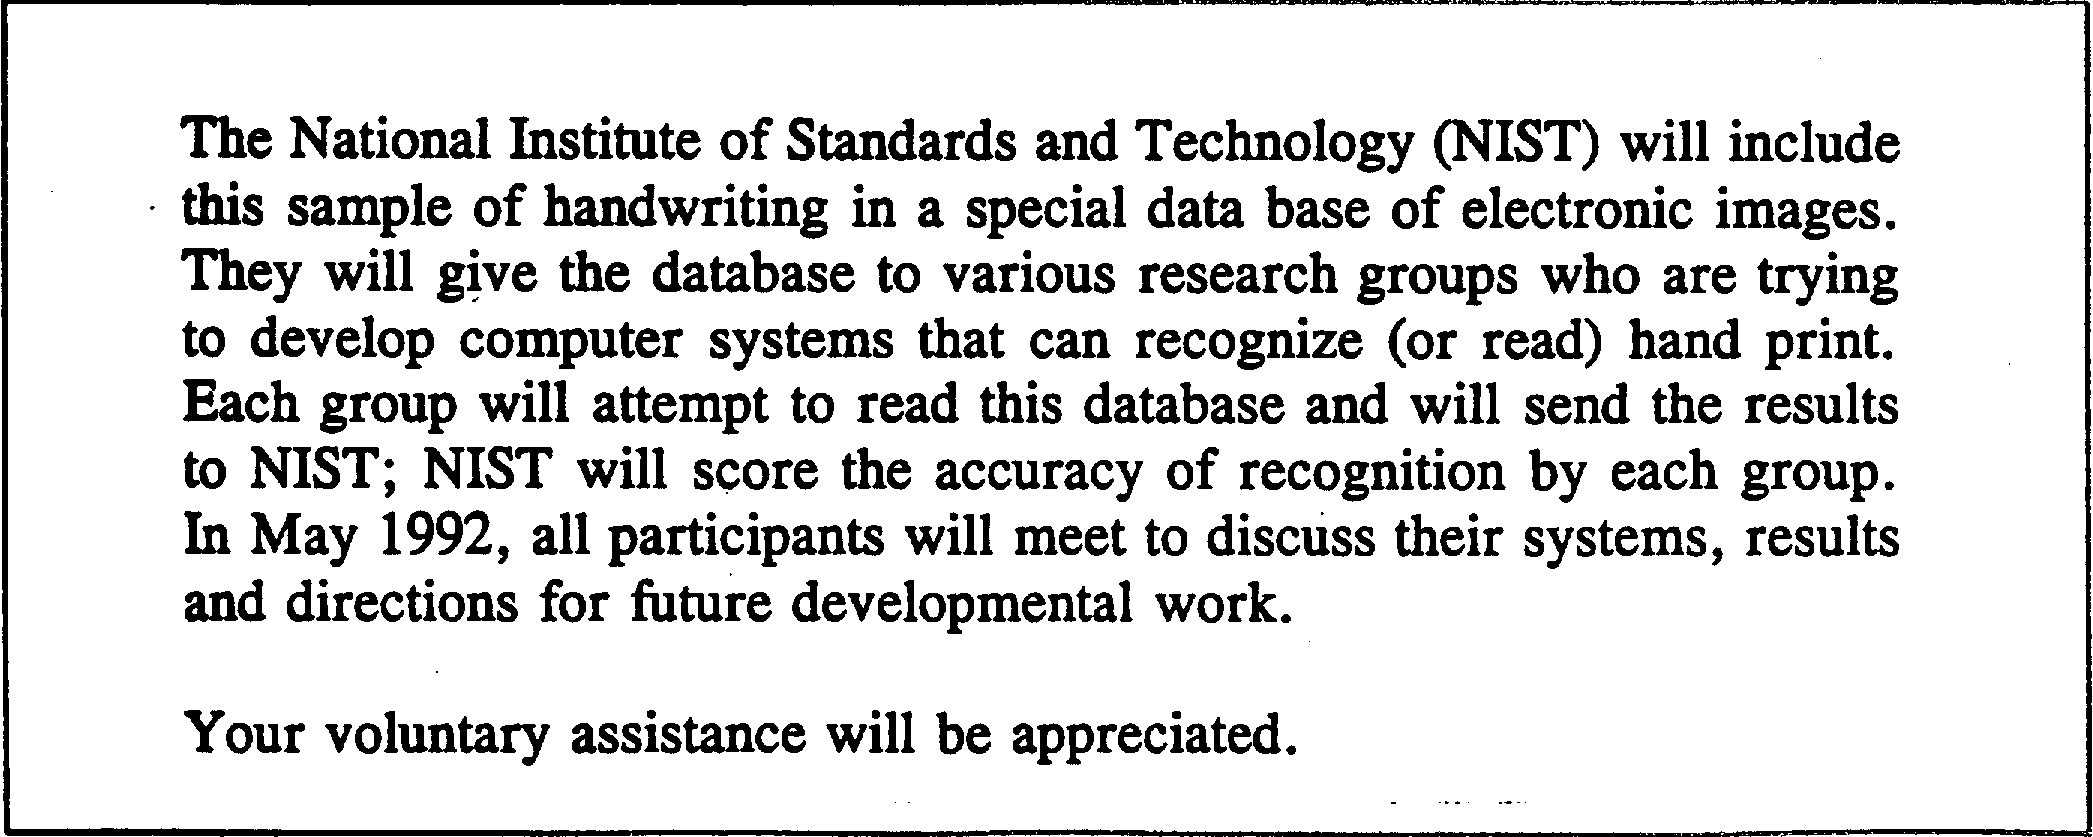 The National Institute of Standards and Technology (NIST) will include
this sample of handwriting in a special data base of electronic images.
They will give the database to various research groups who are trying
to develop computer systems that can recognize (or read) hand print.
Each group will attempt to read this database and will send the results
to NIST; NIST will score the accuracy of recognition by each group.
In May 1992, all participants will meet to discuss their systems, results
and directions for future developmental work.
Your voluntary assistance will be appreciated.